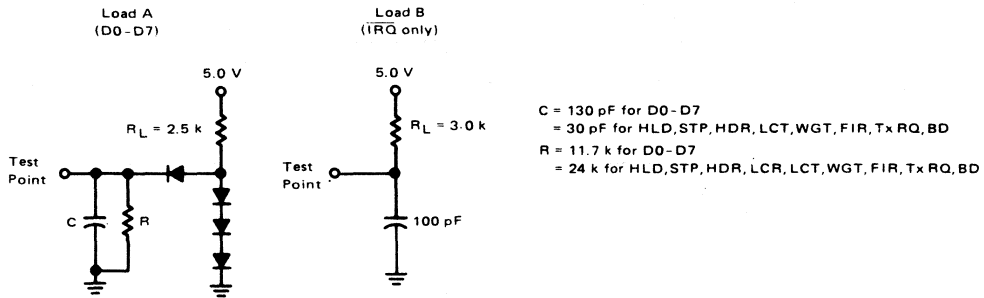 Load A
(D0-D7)
5.0 V
RL = 2.5 k
Test
Point
C
R
Load B
(IRQ only)
5.0 V
RL = 3.0 k
Test
Point
100 pF
C = 130 pF for D0-D7
= 30 pF for HLD, STP, HDR, LCT, WGT, FIR, Tx RQ, BD
R = 11.7 k for D0-D7
= 24 k for HLD, STP, HDR, LCR, LCT, WGT, FIR, Tx RQ, BD